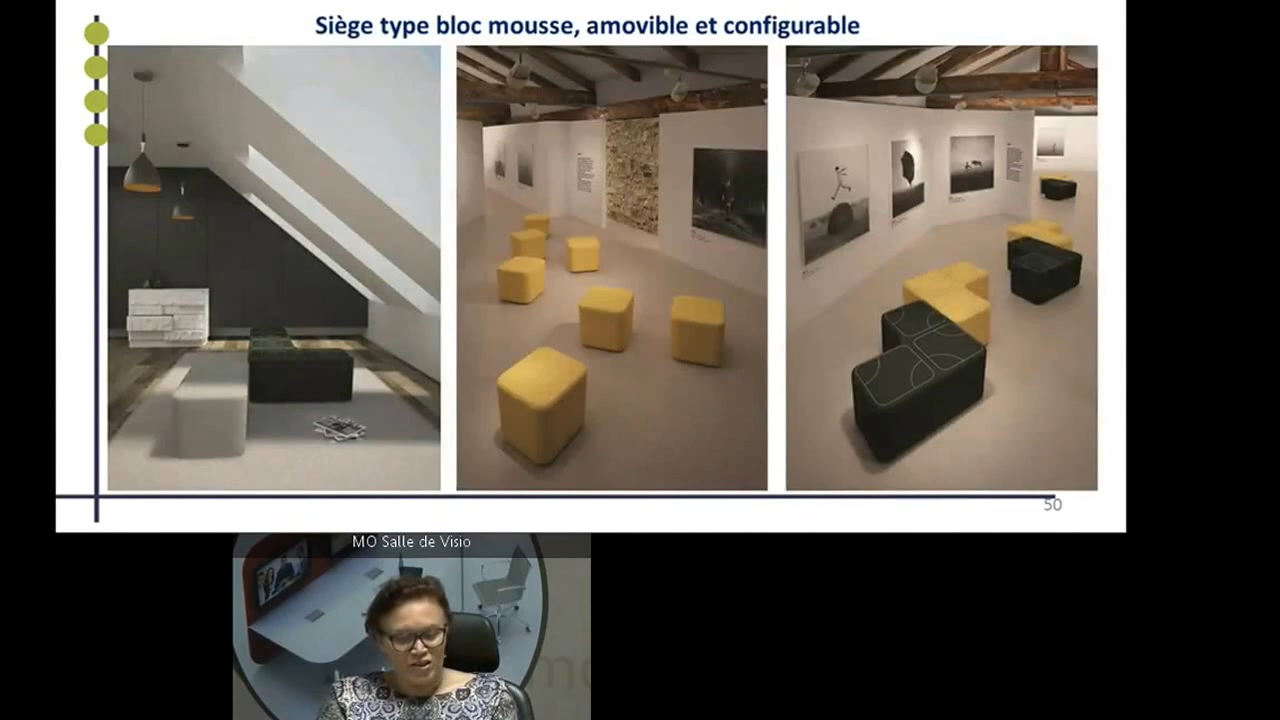 Siège type bloc mousse, amovible et configurable
50
MO Salle de Visio